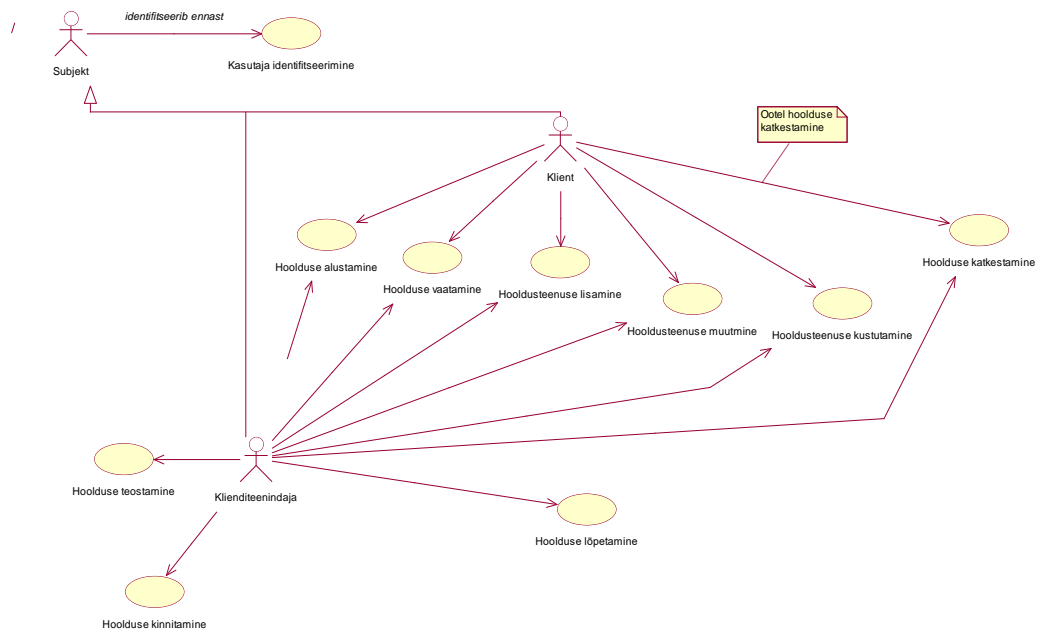 /
identifitseerib ennast
Subjekt
Kasutaja identifitseerimine
Ootel hoolduse
katkestamine
Klient
Hoolduse alustamine
Hoolduse vaatamine
Hooldusteenuse lisamine
Hoolduse katkestamine
Hooldusteenuse muutmine
Hooldusteenuse kustutamine
Hoolduse teostamine
Klienditeenindaja
Hoolduse lõpetamine
Hoolduse kinnitamine